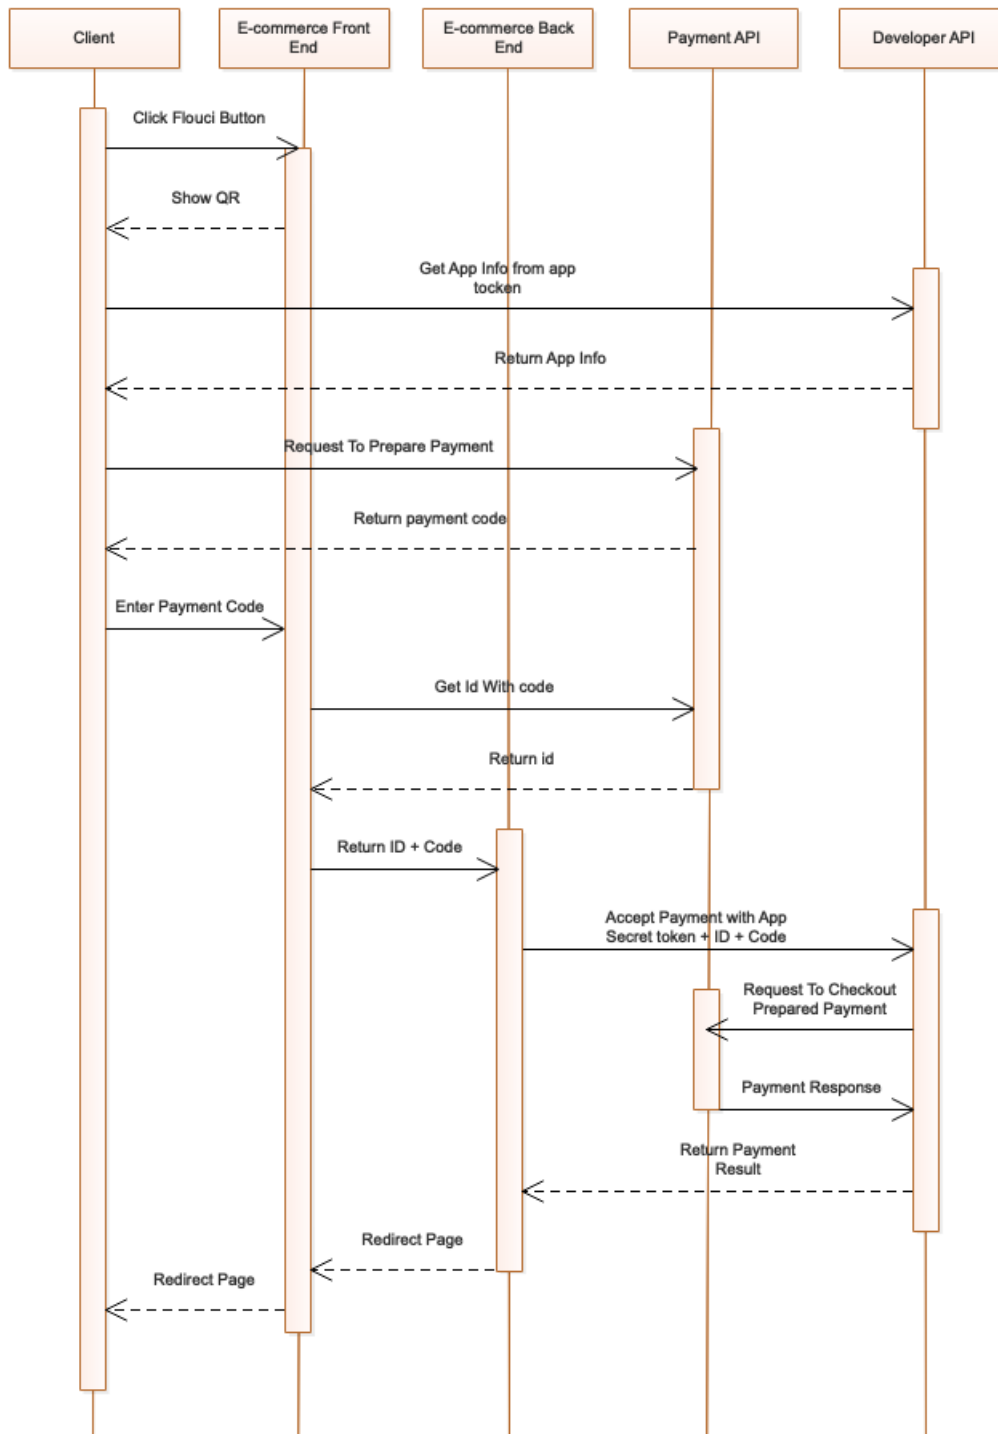 Client
E-commerce Front
End
E-commerce Back
End
Payment API
Developer API
Click Flouci Button
Show QR
Get App Info from app
tocken
Return App Info
Request To Prepare Payment
Return payment code
Enter Payment Code
Get Id With code
Return id
Return ID + Code
Accept Payment with App
Secret token + ID + Code
Request To Checkout
Prepared Payment
Payment Response
Return Payment
Result
Redirect Page
Redirect Page